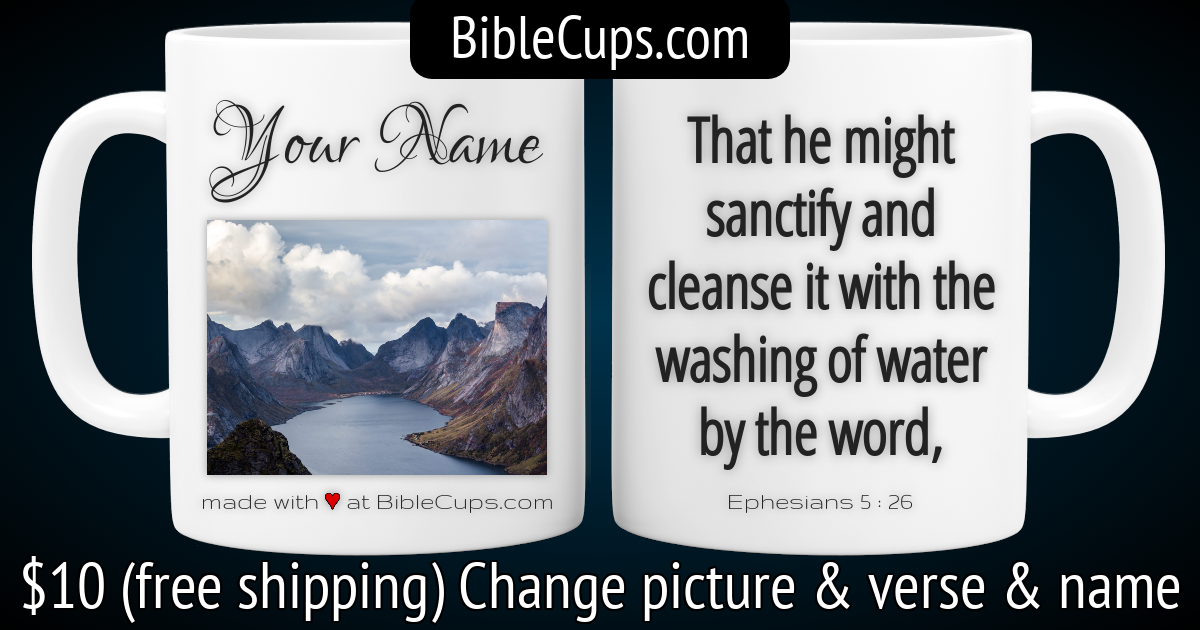 BibleCups.com
Your Name
made with ♥ at BibleCups.com
That he might
sanctify and
cleanse it with the
washing of water
by the word,
Ephesians 5 : 26
$10 (free shipping) Change picture & verse & name